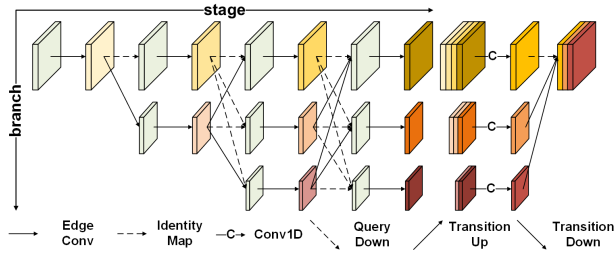 stage
branch
C
C
C
Edge Conv
Identity Map
C Conv1D
Query Down
Transition Up
Transition Down